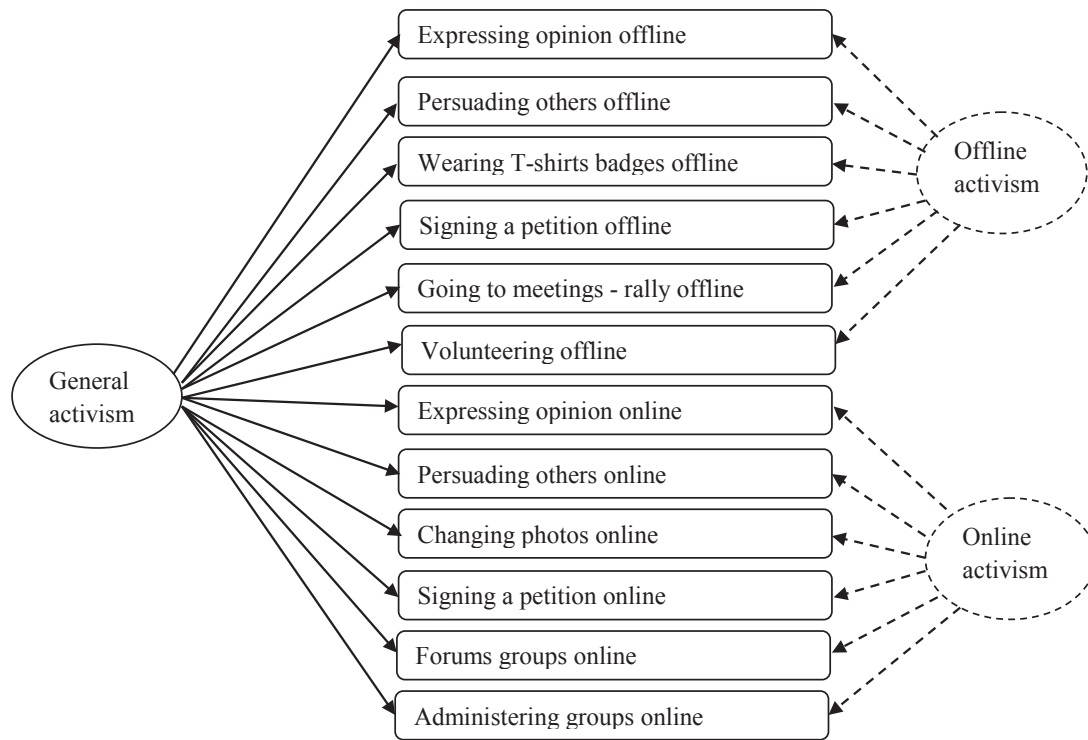 Expressing opinion offline
Persuading others offline
Wearing T-shirts badges offline
Signing a petition offline
Going to meetings - rally offline
Volunteering offline
Expressing opinion online
Persuading others online
Changing photos online
Signing a petition online
Forums groups online
Administering groups online
General
activism
Offline
activism
Online
activism